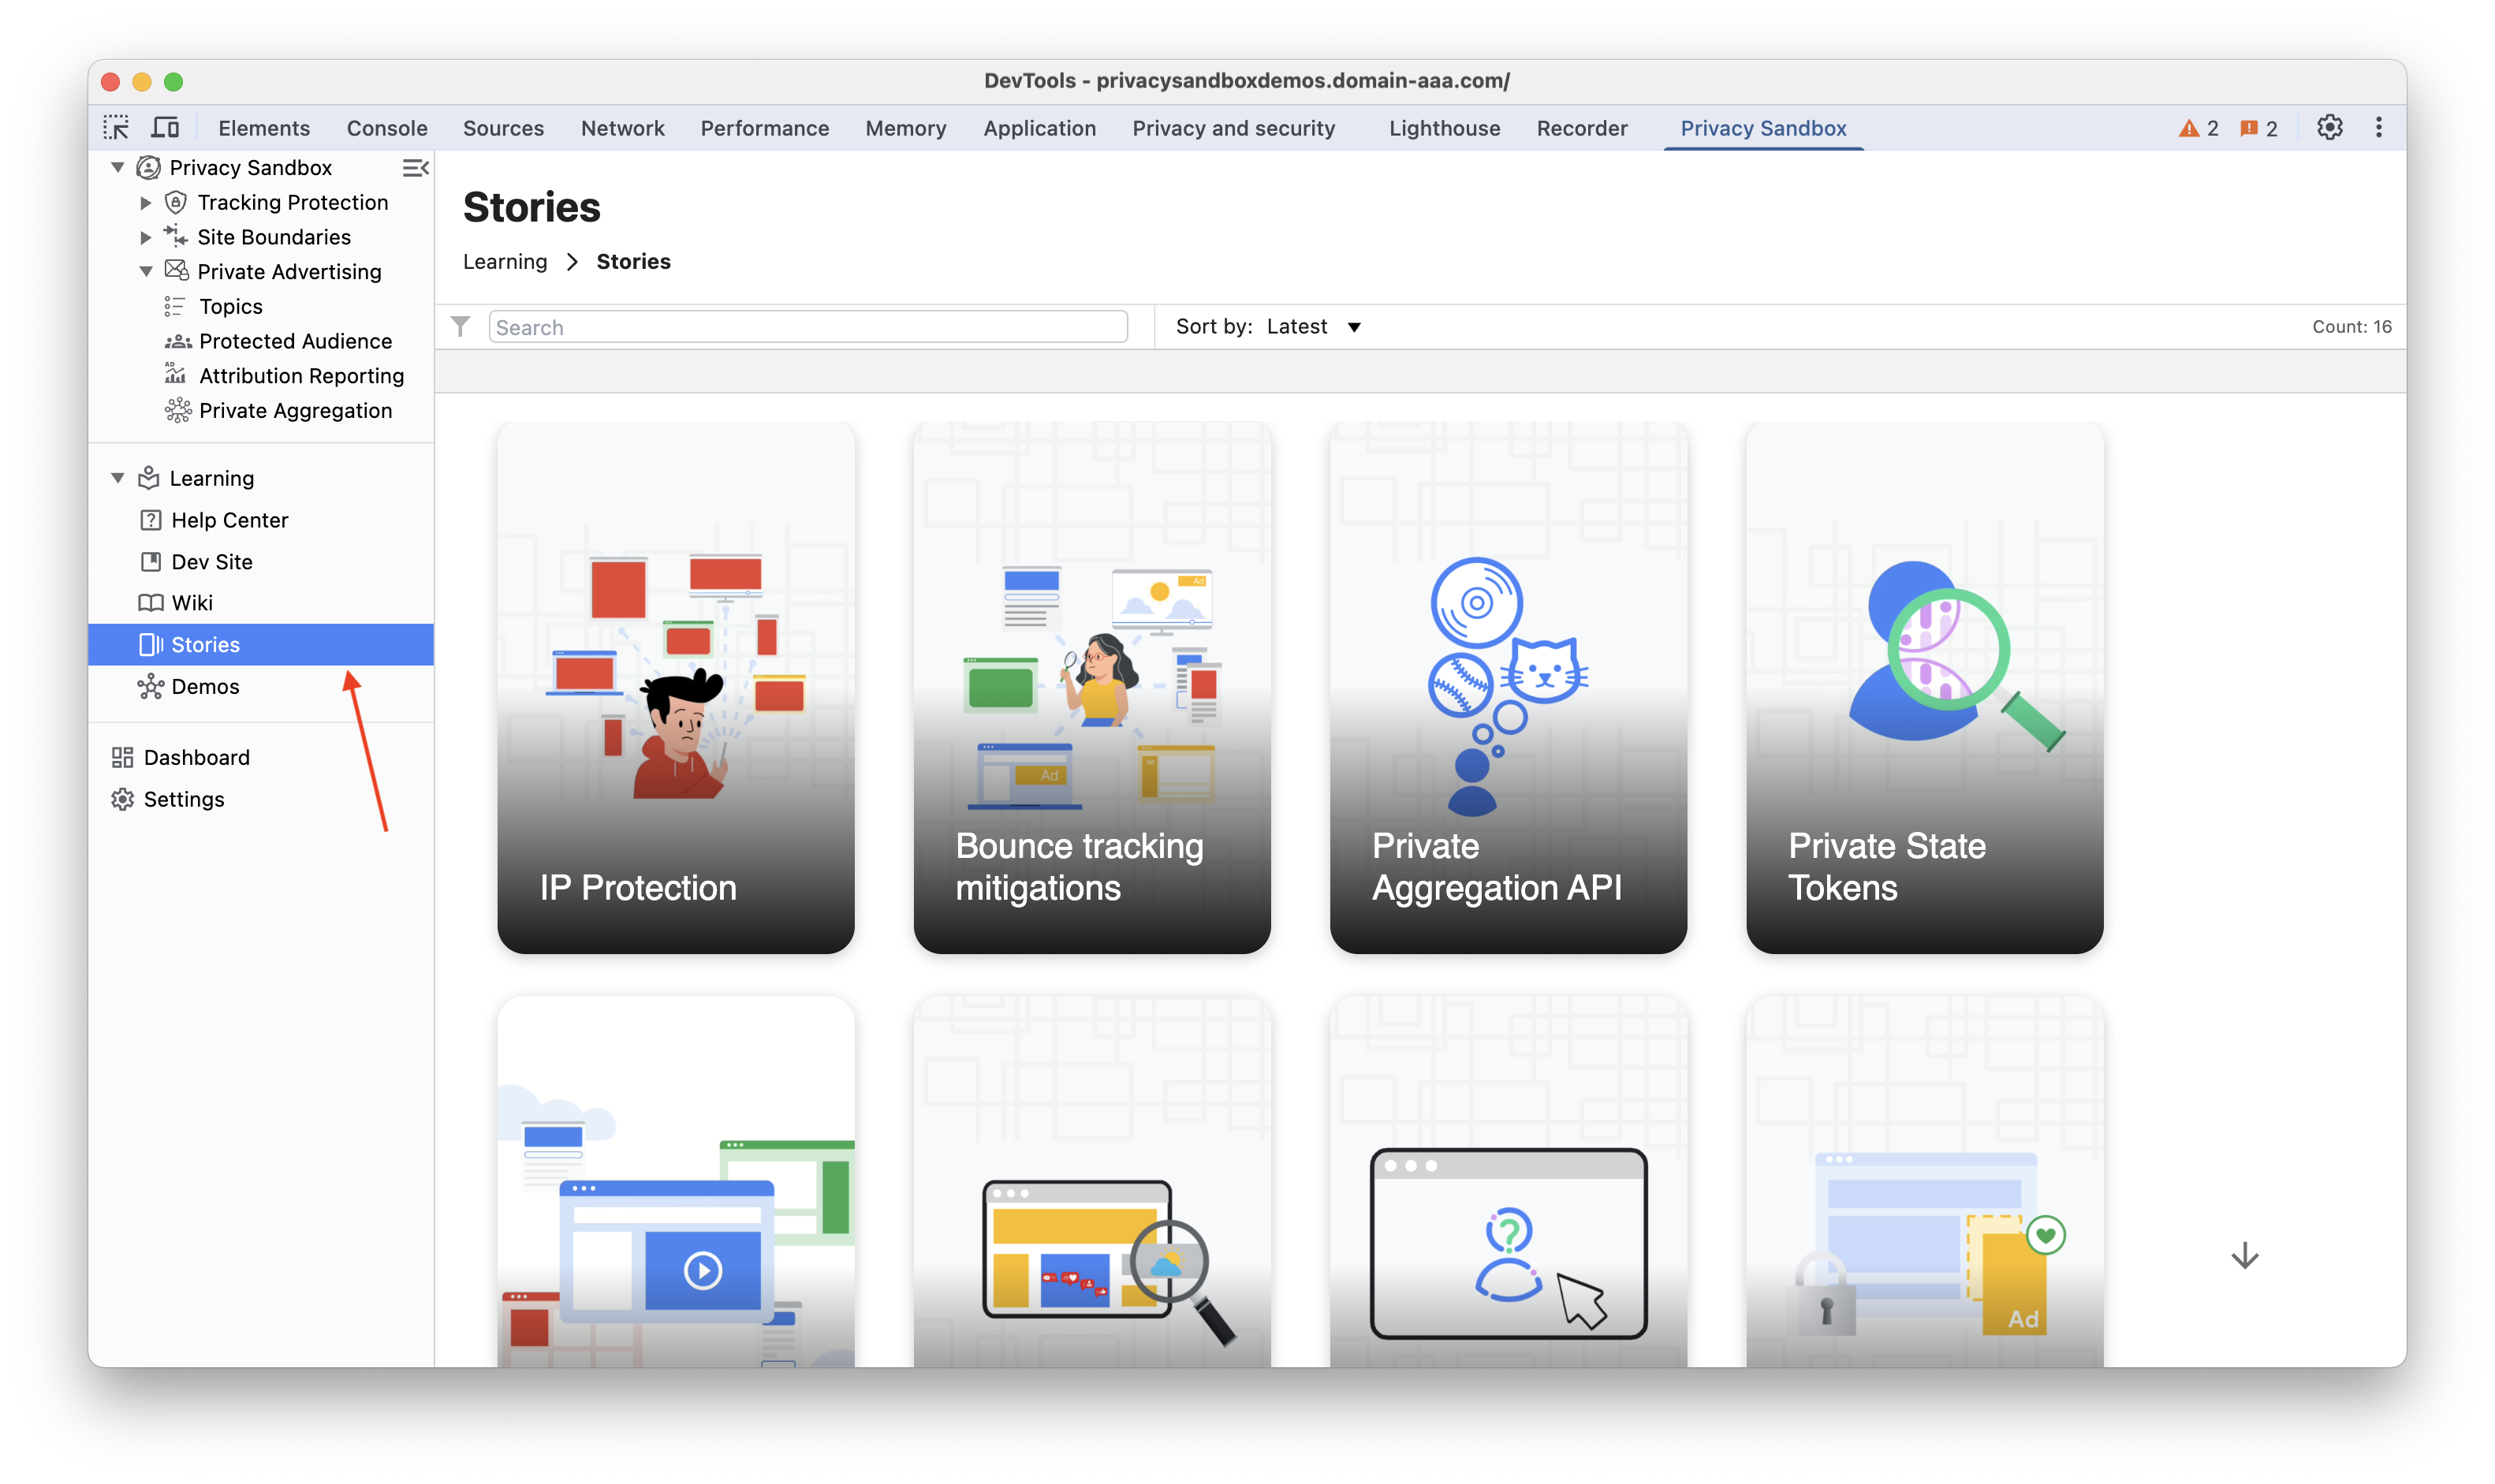 DevTools - privacysandboxdemos.domain-aaa.com/
Elements Console Sources Network Performance Memory Application Privacy and security Lighthouse Recorder Privacy Sandbox 2 2
Privacy Sandbox
Tracking Protection
Site Boundaries
Private Advertising
Topics
Protected Audience
Attribution Reporting
Private Aggregation
Learning
Help Center
Dev Site
Wiki
Stories
Demos
Dashboard
Settings
Stories
Learning > Stories
Search
Sort by: Latest
Count: 16
IP Protection
Ad
Ad
Ad
Bounce tracking
mitigations
Private
Aggregation API
Private State
Tokens
Ad